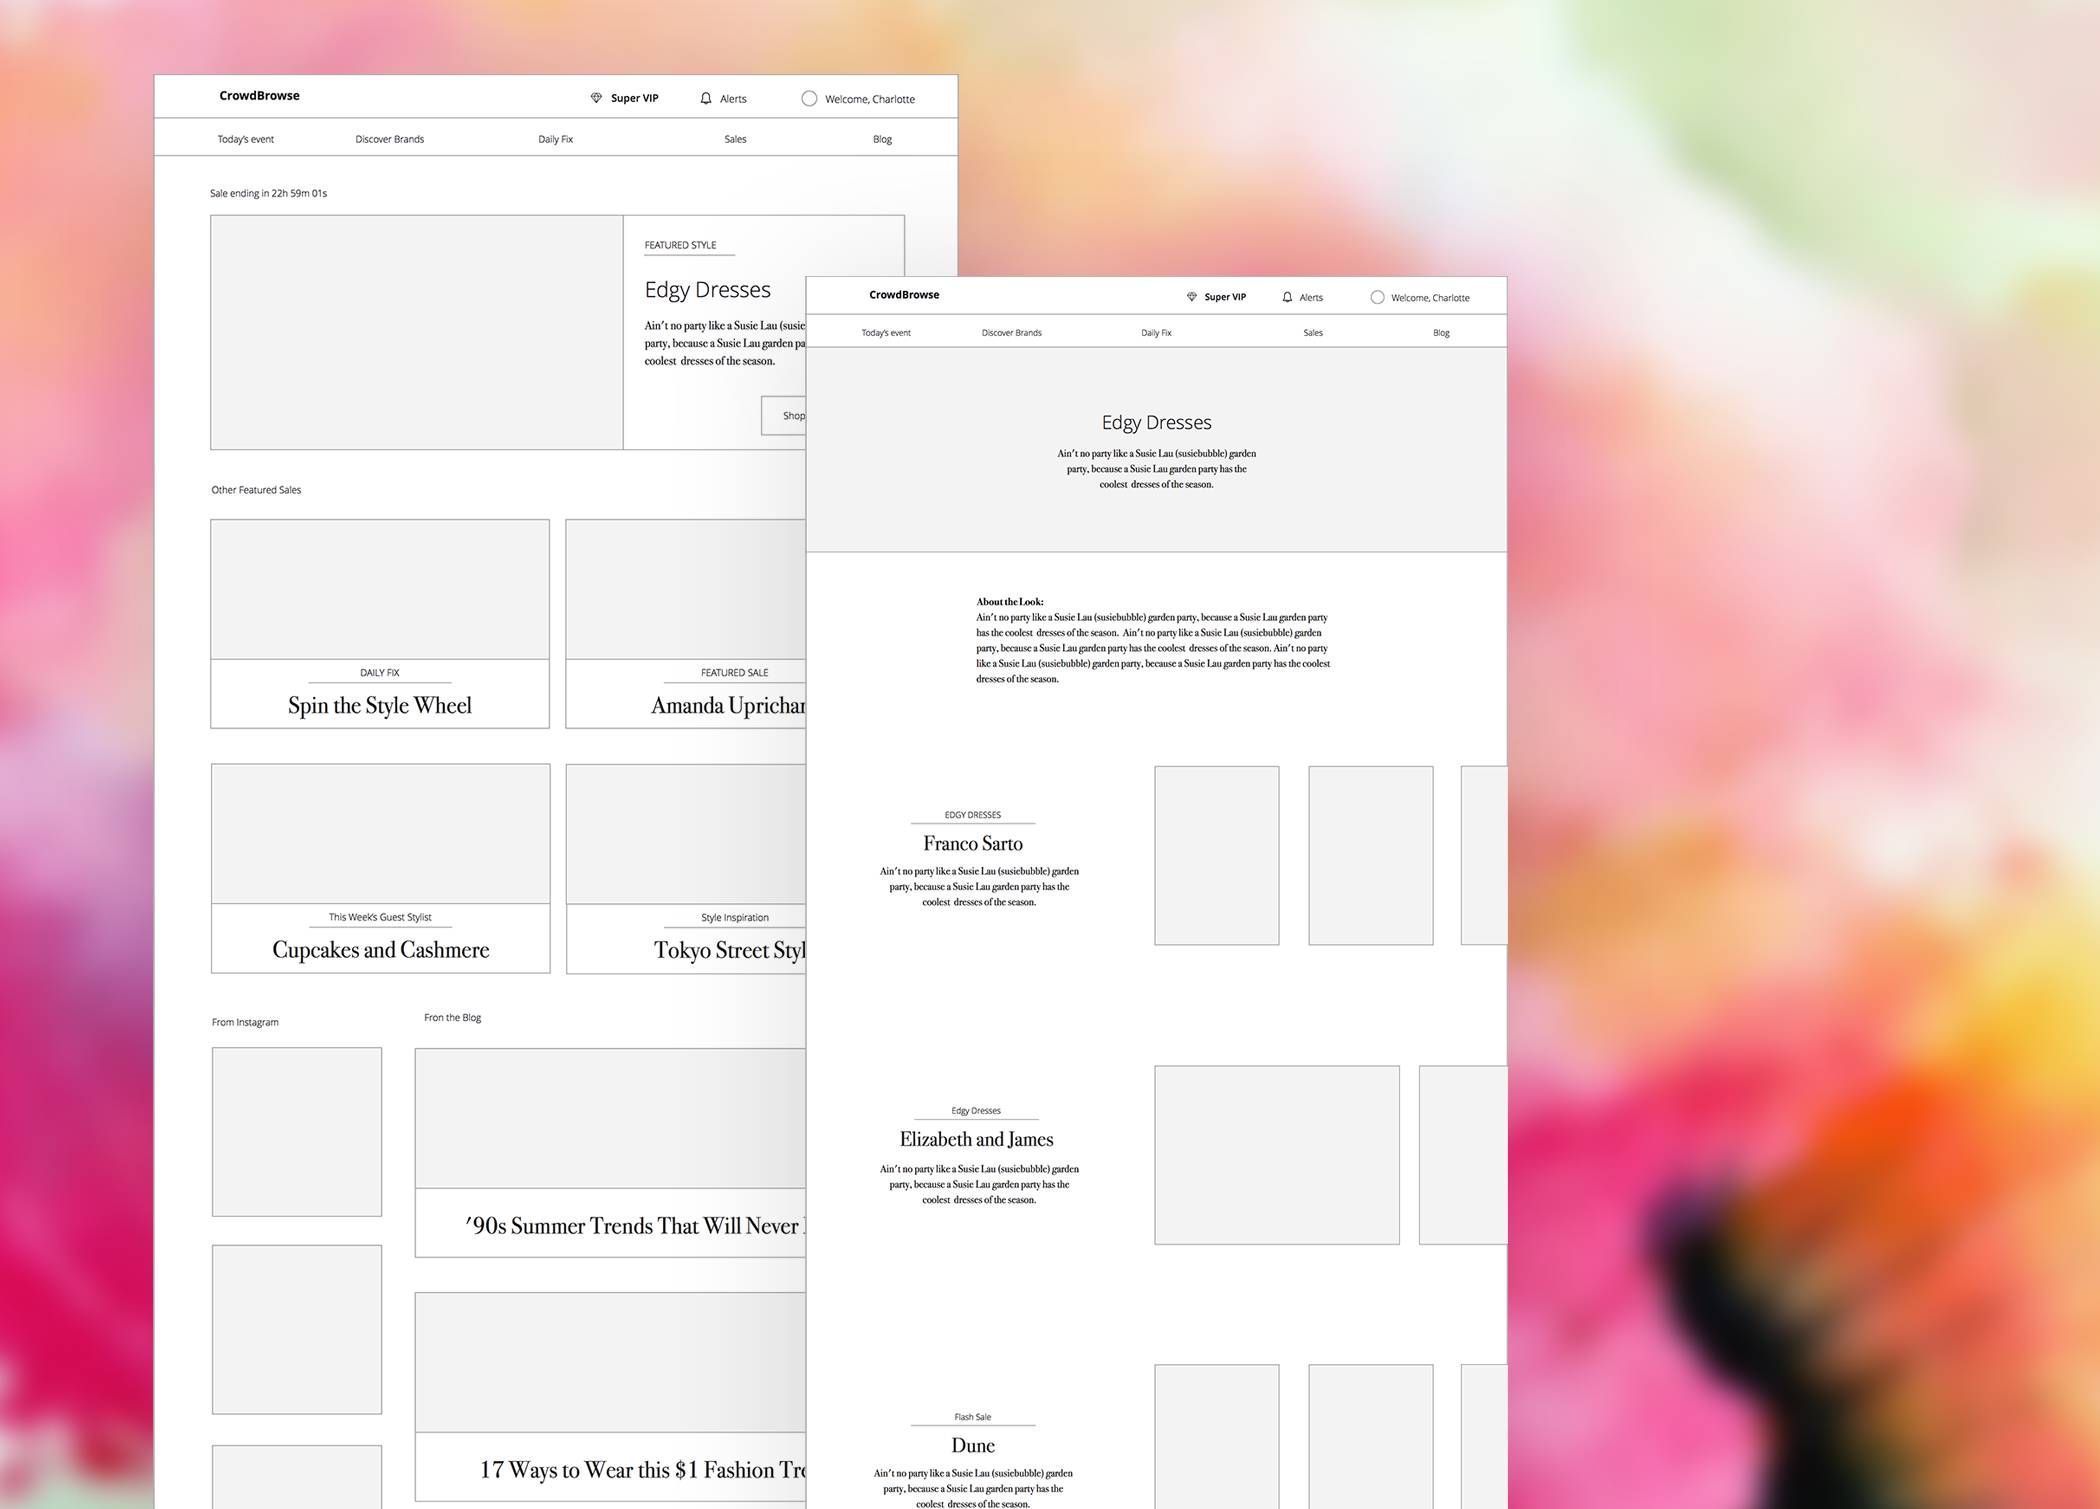 CrowdBrowse
Super VIP
Alerts
Welcome, Charlotte
Today's event
Discover Brands
Daily Fix
Sales
Blog
Sale ending in 22h 59m 01s
FEATURED STYLE
Edgy Dresses
Ain't no party like a Susie Lau (susie
party, because a Susie Lau garden pa
coolest dresses of the season.
Shop
Other Featured Sales
DAILY FIX
Spin the Style Wheel
FEATURED SALE
Amanda Uprichar
This Week's Guest Stylist
Cupcakes and Cashmere
Style Inspiration
Tokyo Street Styl
From Instagram
Fron the Blog
'90s Summer Trends That Will Never
17 Ways to Wear this $1 Fashion Tre
CrowdBrowse
Super VIP
Alerts
Welcome, Charlotte
Today's event
Discover Brands
Daily Fix
Sales
Blog
Edgy Dresses
Ain't no party like a Susie Lau (susiebubble) garden
party, because a Susie Lau garden party has the
coolest dresses of the season.
About the Look:
Ain't no party like a Susie Lau (susiebubble) garden party, because a Susie Lau garden party
has the coolest dresses of the season. Ain't no party like a Susie Lau (susiebubble) garden
party, because a Susie Lau garden party has the coolest dresses of the season. Ain't no party
like a Susie Lau (susiebubble) garden party, because a Susie Lau garden party has the coolest
dresses of the season.
EDGY DRESSES
Franco Sarto
Ain't no party like a Susie Lau (susiebubble) garden
party, because a Susie Lau garden party has the
coolest dresses of the season.
Edgy Dresses
Elizabeth and James
Ain't no party like a Susie Lau (susiebubble) garden
party, because a Susie Lau garden party has the
coolest dresses of the season.
Flash Sale
Dune
Ain't no party like a Susie Lau (susiebubble) garden
party, because a Susie Lau garden party has the
coolest dresses of the season.